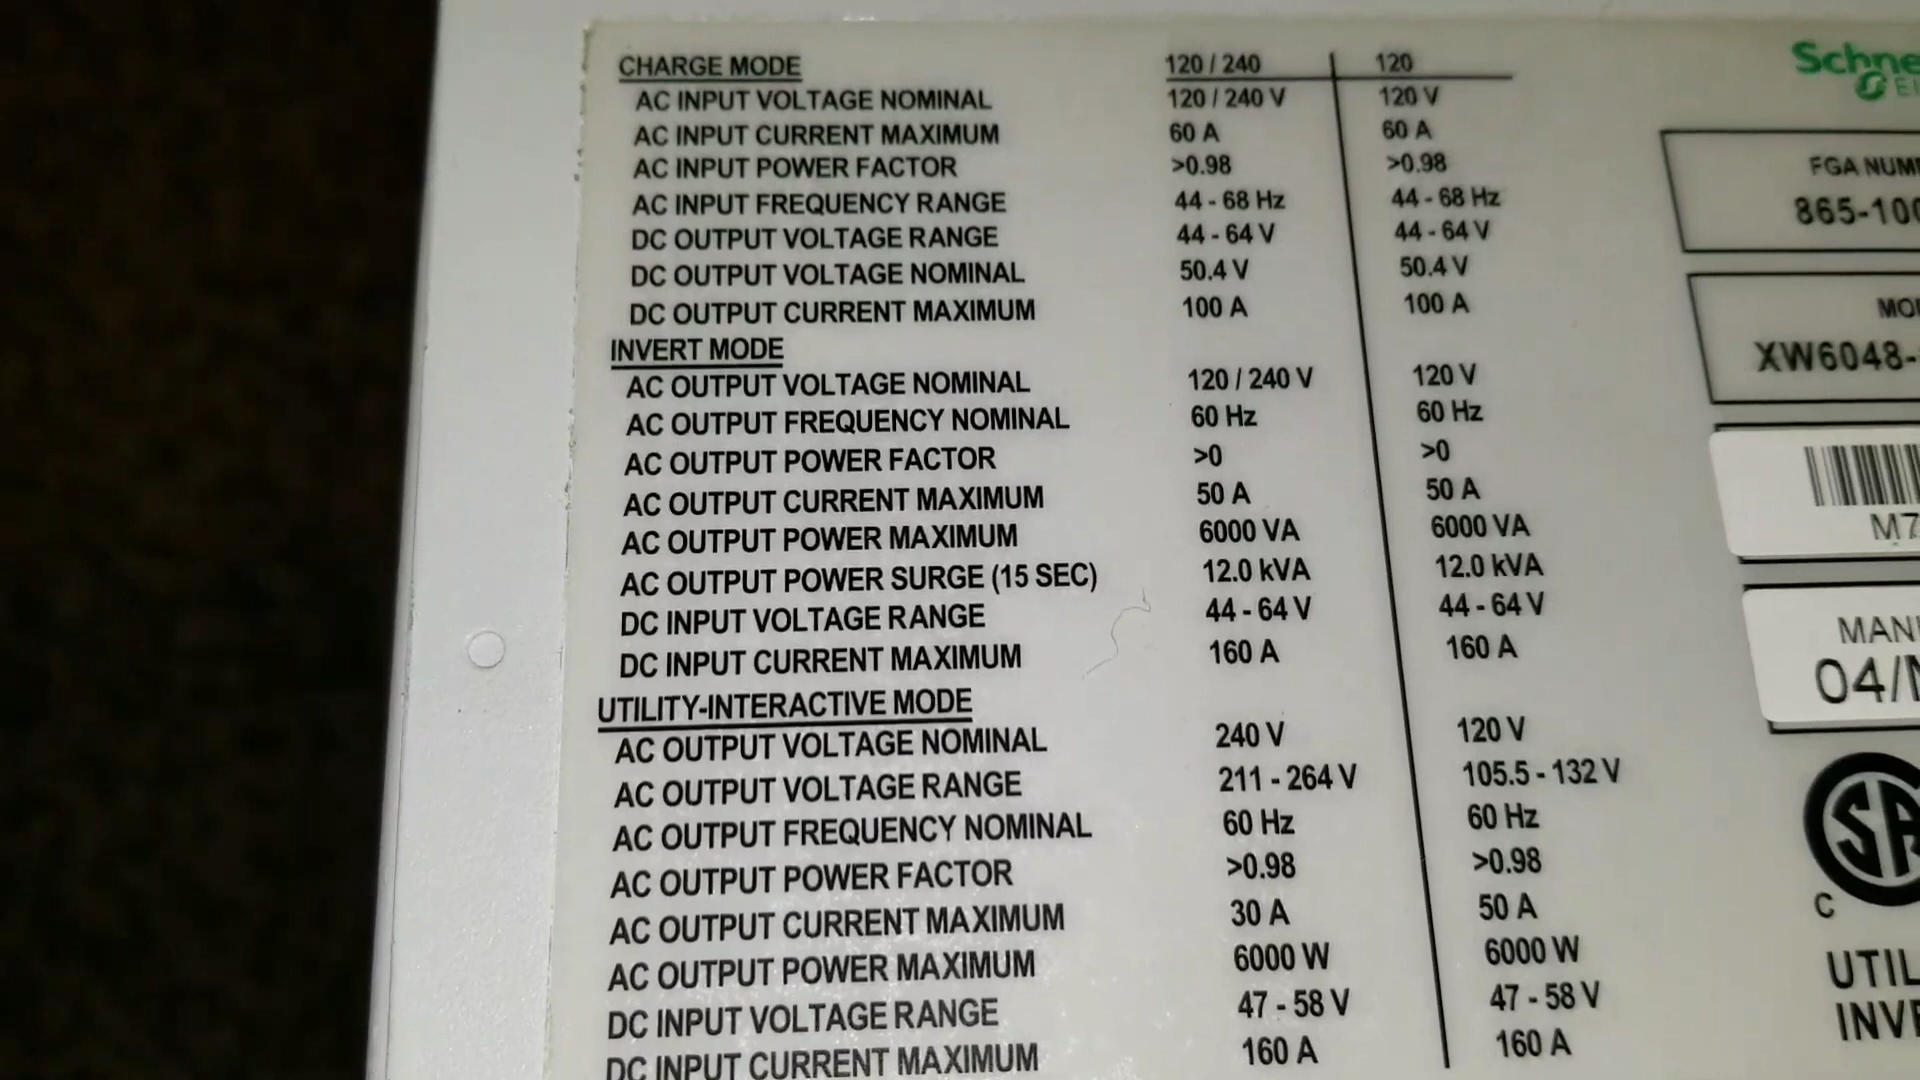 CHARGE MODE 120 / 240 120
AC INPUT VOLTAGE NOMINAL 120 / 240 V 120 V
AC INPUT CURRENT MAXIMUM 60 A 60 A
AC INPUT POWER FACTOR >0.98 >0.98
AC INPUT FREQUENCY RANGE 44 - 68 Hz 44 - 68 Hz
DC OUTPUT VOLTAGE RANGE 44 - 64 V 44 - 64 V
DC OUTPUT VOLTAGE NOMINAL 50.4 V 50.4 V
DC OUTPUT CURRENT MAXIMUM 100 A 100 A
INVERT MODE
AC OUTPUT VOLTAGE NOMINAL 120 / 240 V 120 V
AC OUTPUT FREQUENCY NOMINAL 60 Hz 60 Hz
AC OUTPUT POWER FACTOR >0 >0
AC OUTPUT CURRENT MAXIMUM 50 A 50 A
AC OUTPUT POWER MAXIMUM 6000 VA 6000 VA
AC OUTPUT POWER SURGE (15 SEC) 12.0 kVA 12.0 kVA
DC INPUT VOLTAGE RANGE 44 - 64 V 44 - 64 V
DC INPUT CURRENT MAXIMUM 160 A 160 A
UTILITY-INTERACTIVE MODE
AC OUTPUT VOLTAGE NOMINAL 240 V 120 V
AC OUTPUT VOLTAGE RANGE 211 - 264 V 105.5 - 132 V
AC OUTPUT FREQUENCY NOMINAL 60 Hz 60 Hz
AC OUTPUT POWER FACTOR >0.98 >0.98
AC OUTPUT CURRENT MAXIMUM 30 A 50 A
AC OUTPUT POWER MAXIMUM 6000 W 6000 W
DC INPUT VOLTAGE RANGE 47 - 58 V 47 - 58 V
DC INPUT CURRENT MAXIMUM 160 A 160 A
Schne
El
FGA NUM
865-100
MO
XW6048-
M7
MANU
04/
SA
C
UTIL
INVE